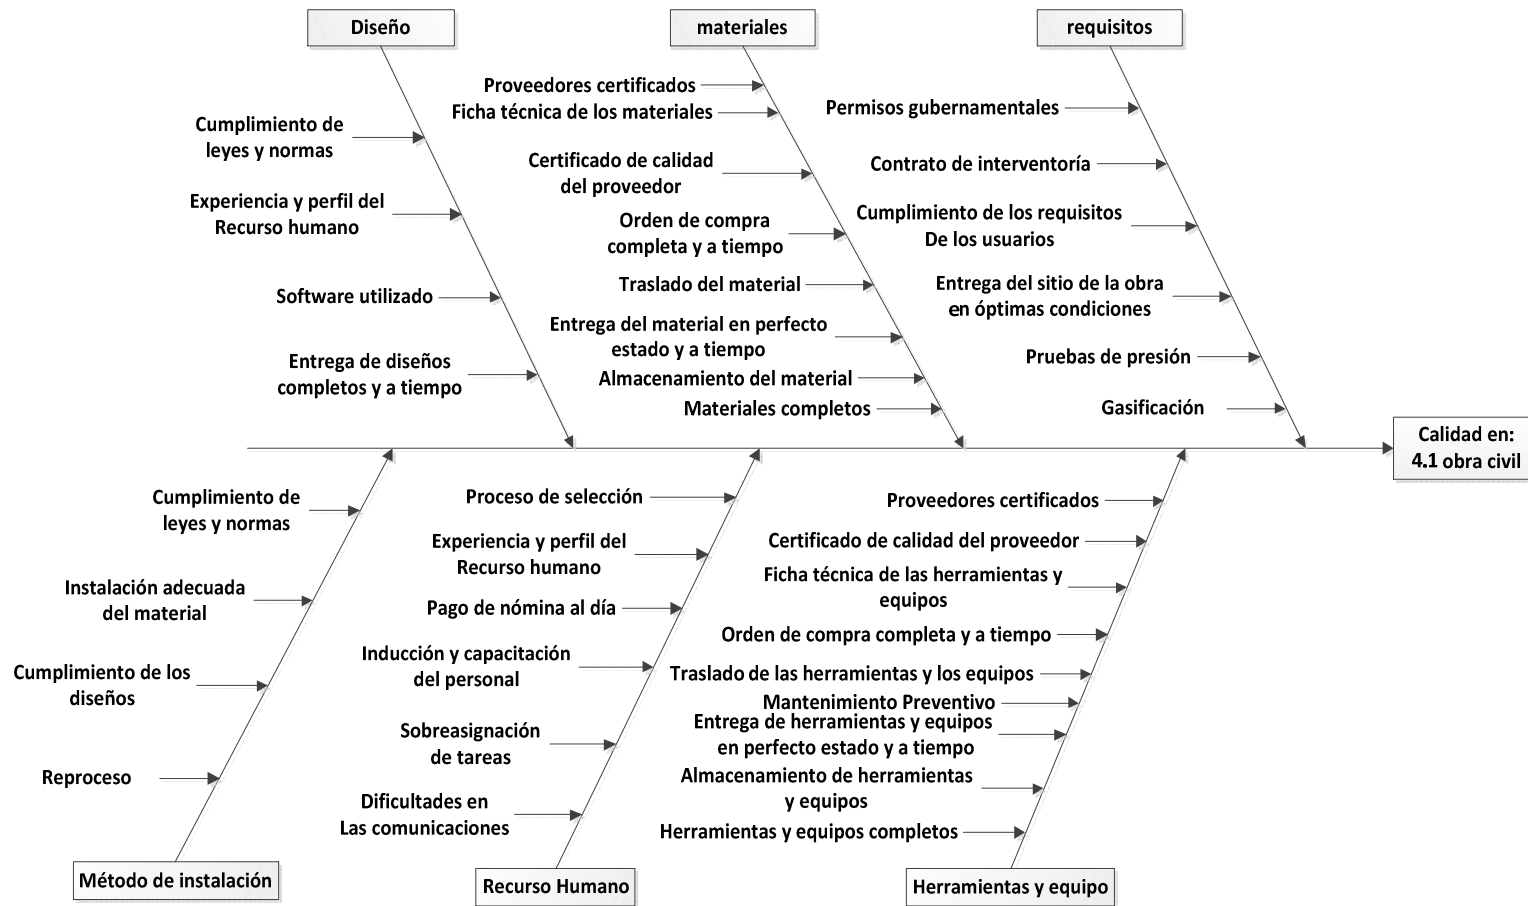 Diseño
materiales
requisitos
Cumplimiento de
leyes y normas
Experiencia y perfil del
Recurso humano
Software utilizado
Entrega de diseños
completos y a tiempo
Proveedores certificados
Ficha técnica de los materiales
Certificado de calidad
del proveedor
Orden de compra
completa y a tiempo
Traslado del material
Entrega del material en perfecto
estado y a tiempo
Almacenamiento del material
Materiales completos
Permisos gubernamentales
Contrato de interventoría
Cumplimiento de los requisitos
De los usuarios
Entrega del sitio de la obra
en óptimas condiciones
Pruebas de presión
Gasificación
Calidad en:
4.1 obra civil
Cumplimiento de
leyes y normas
Instalación adecuada
del material
Cumplimiento de los
diseños
Reproceso
Método de instalación
Proceso de selección
Experiencia y perfil del
Recurso humano
Pago de nómina al día
Inducción y capacitación
del personal
Sobreasignación
de tareas
Dificultades en
Las comunicaciones
Recurso Humano
Proveedores certificados
Certificado de calidad del proveedor
Ficha técnica de las herramientas y
equipos
Orden de compra completa y a tiempo
Traslado de las herramientas y los equipos
Mantenimiento Preventivo
Entrega de herramientas y equipos
en perfecto estado y a tiempo
Almacenamiento de herramientas
y equipos
Herramientas y equipos completos
Herramientas y equipo